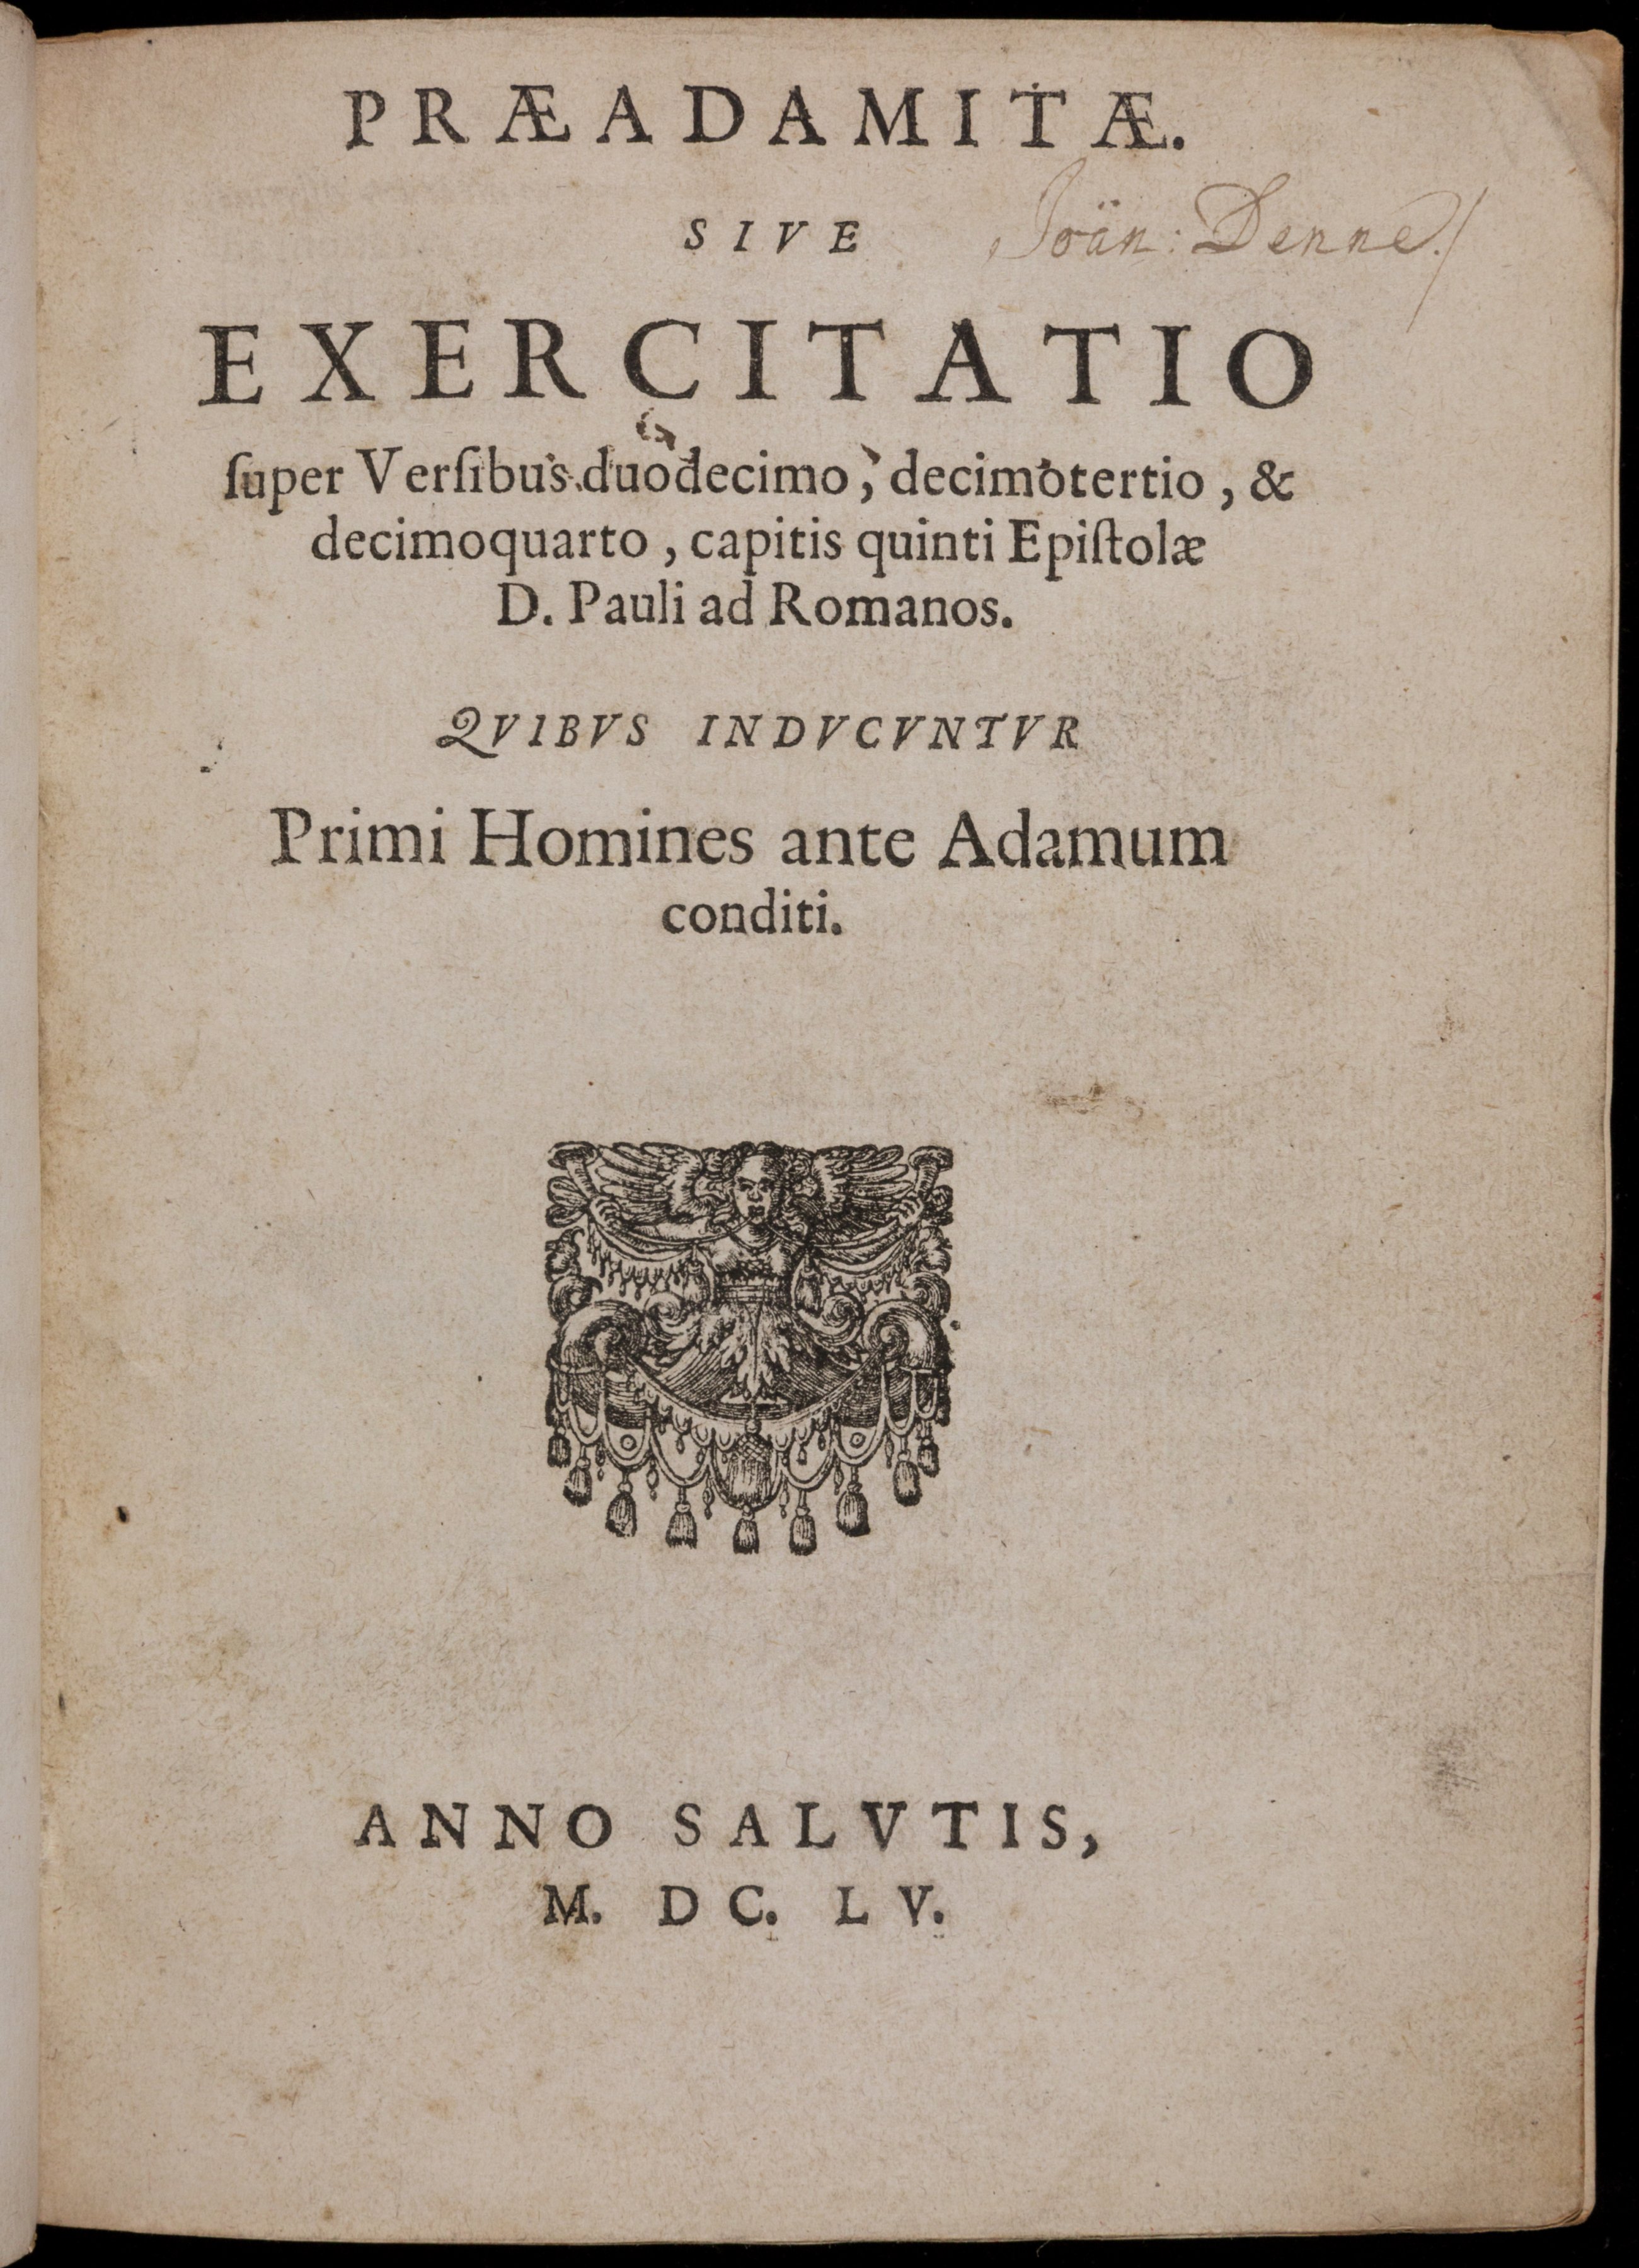 PRÆADAMITÆ.
SIVE
Joän: Denne./
EXERCITATIO
ſuper Verſibus duodecimo, decimotertio, &
decimoquarto, capitis quinti Epiſtolæ
D. Pauli ad Romanos.
QVIBVS INDVCVNTVR
Primi Homines ante Adamum
conditi.
ANNO SALVTIS,
M. DC. LV.